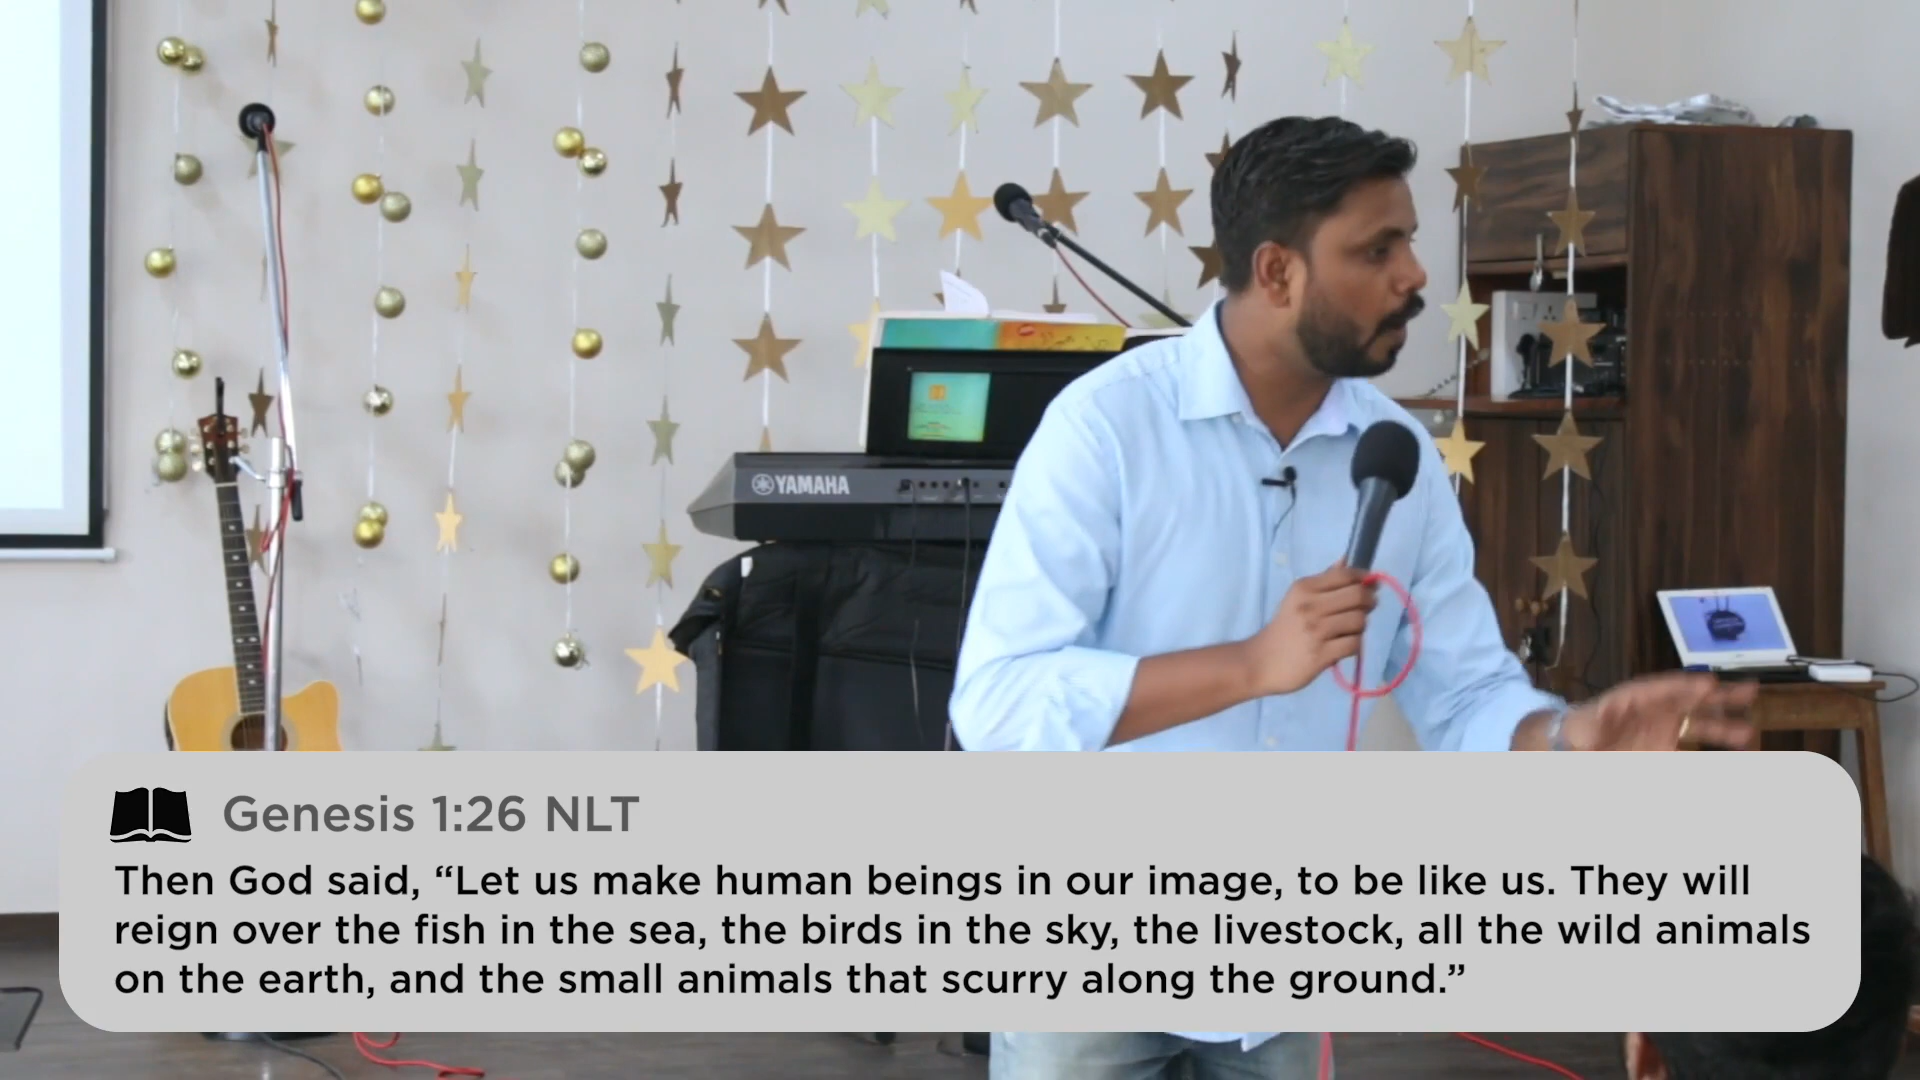 YAMAHA
Genesis 1:26 NLT
Then God said, “Let us make human beings in our image, to be like us. They will
reign over the fish in the sea, the birds in the sky, the livestock, all the wild animals
on the earth, and the small animals that scurry along the ground.”